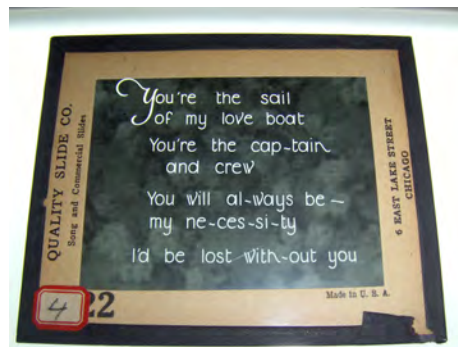 You're the sail
of my love boat
You're the cap-tain
and crew
You will al-ways be —
my ne-ces-si-ty
I'd be lost with-out you
QUALITY SLIDE CO.
Song and Commercial Slides
6 EAST LAKE STREET
CHICAGO
Made in U. S. A.
4
22